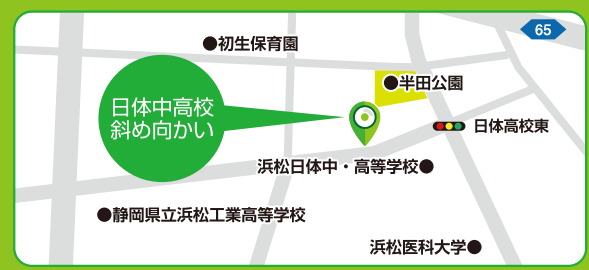 65
●初生保育園
●半田公園
日体中高校
斜め向かい
日体高校東
浜松日体中・高等学校●
●静岡県立浜松工業高等学校
浜松医科大学●